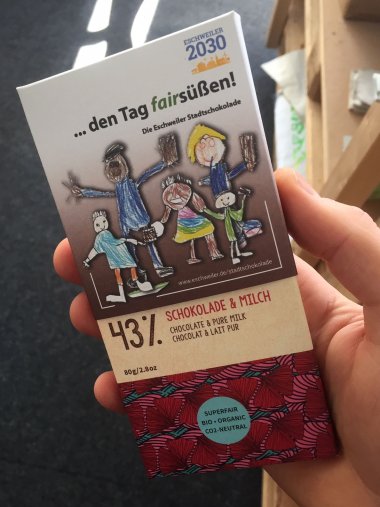 ESCHWEILER
2030
... den Tag fairsüßen!
Die Eschweiler Stadtschokolade
www.eschweiler.de/stadtschokolade
43%
SCHOKOLADE & MILCH
CHOCOLATE & PURE MILK
CHOCOLAT & LAIT PUR
80g/2.8oz
SUPERFAIR
BIO • ORGANIC
CO2-NEUTRAL